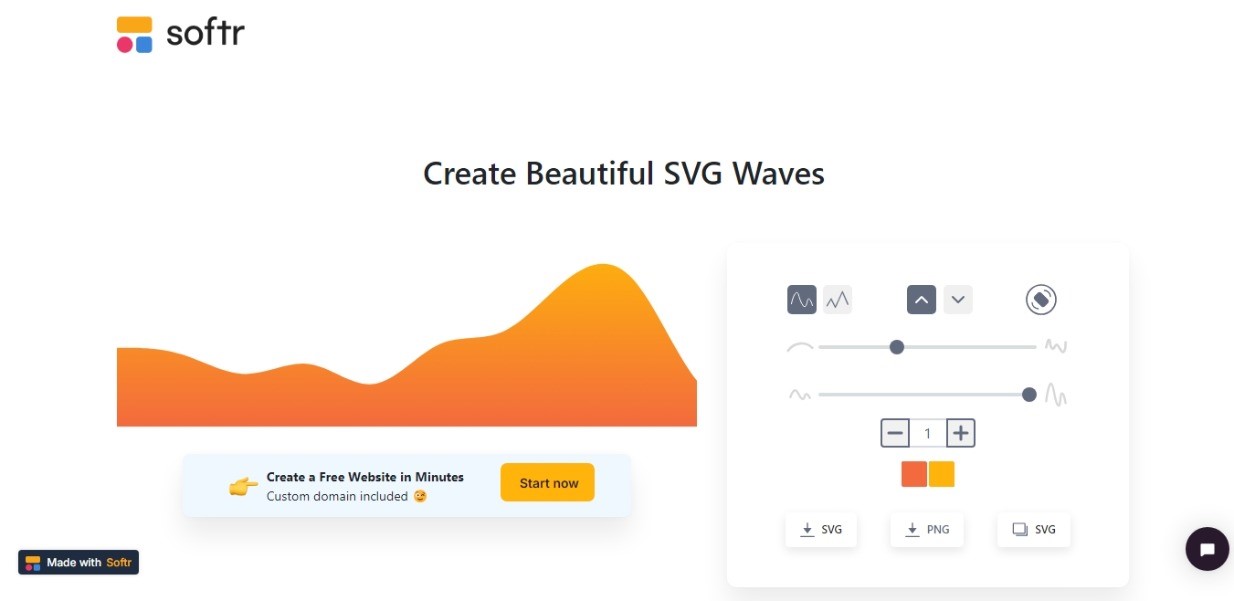 softr
Create Beautiful SVG Waves
Create a Free Website in Minutes
Custom domain included 😉
Start now
1
SVG
PNG
SVG
Made with Softr